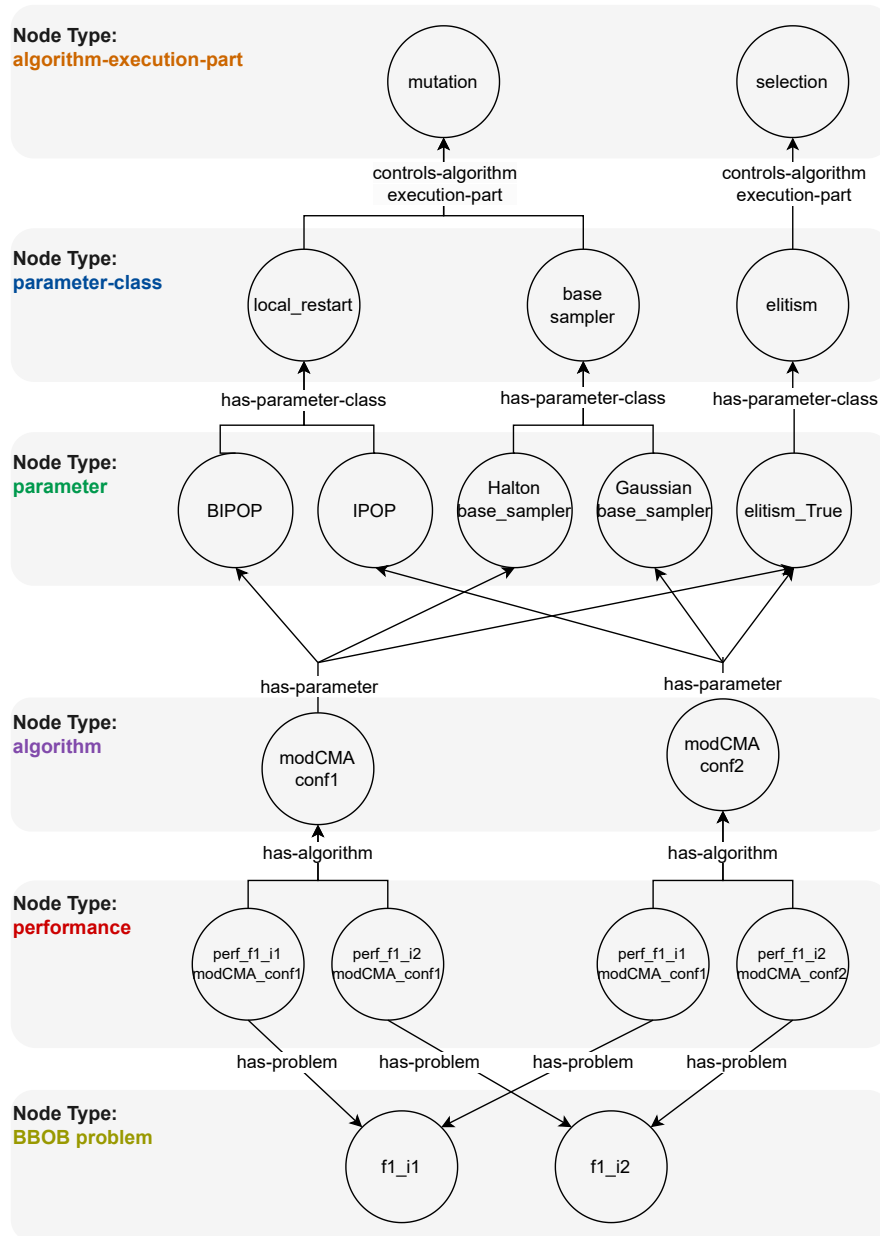 Node Type:
algorithm-execution-part
mutation
selection
controls-algorithm
execution-part
controls-algorithm
execution-part
Node Type:
parameter-class
local_restart
base
sampler
elitism
has-parameter-class
has-parameter-class
has-parameter-class
Node Type:
parameter
BIPOP
IPOP
Halton
base_sampler
Gaussian
base_sampler
elitism_True
has-parameter
has-parameter
Node Type:
algorithm
modCMA
conf1
modCMA
conf2
has-algorithm
has-algorithm
Node Type:
performance
perf_f1_i1
modCMA_conf1
perf_f1_i2
modCMA_conf1
perf_f1_i1
modCMA_conf1
perf_f1_i2
modCMA_conf2
has-problem
has-problem
has-problem
has-problem
Node Type:
BBOB problem
f1_i1
f1_i2